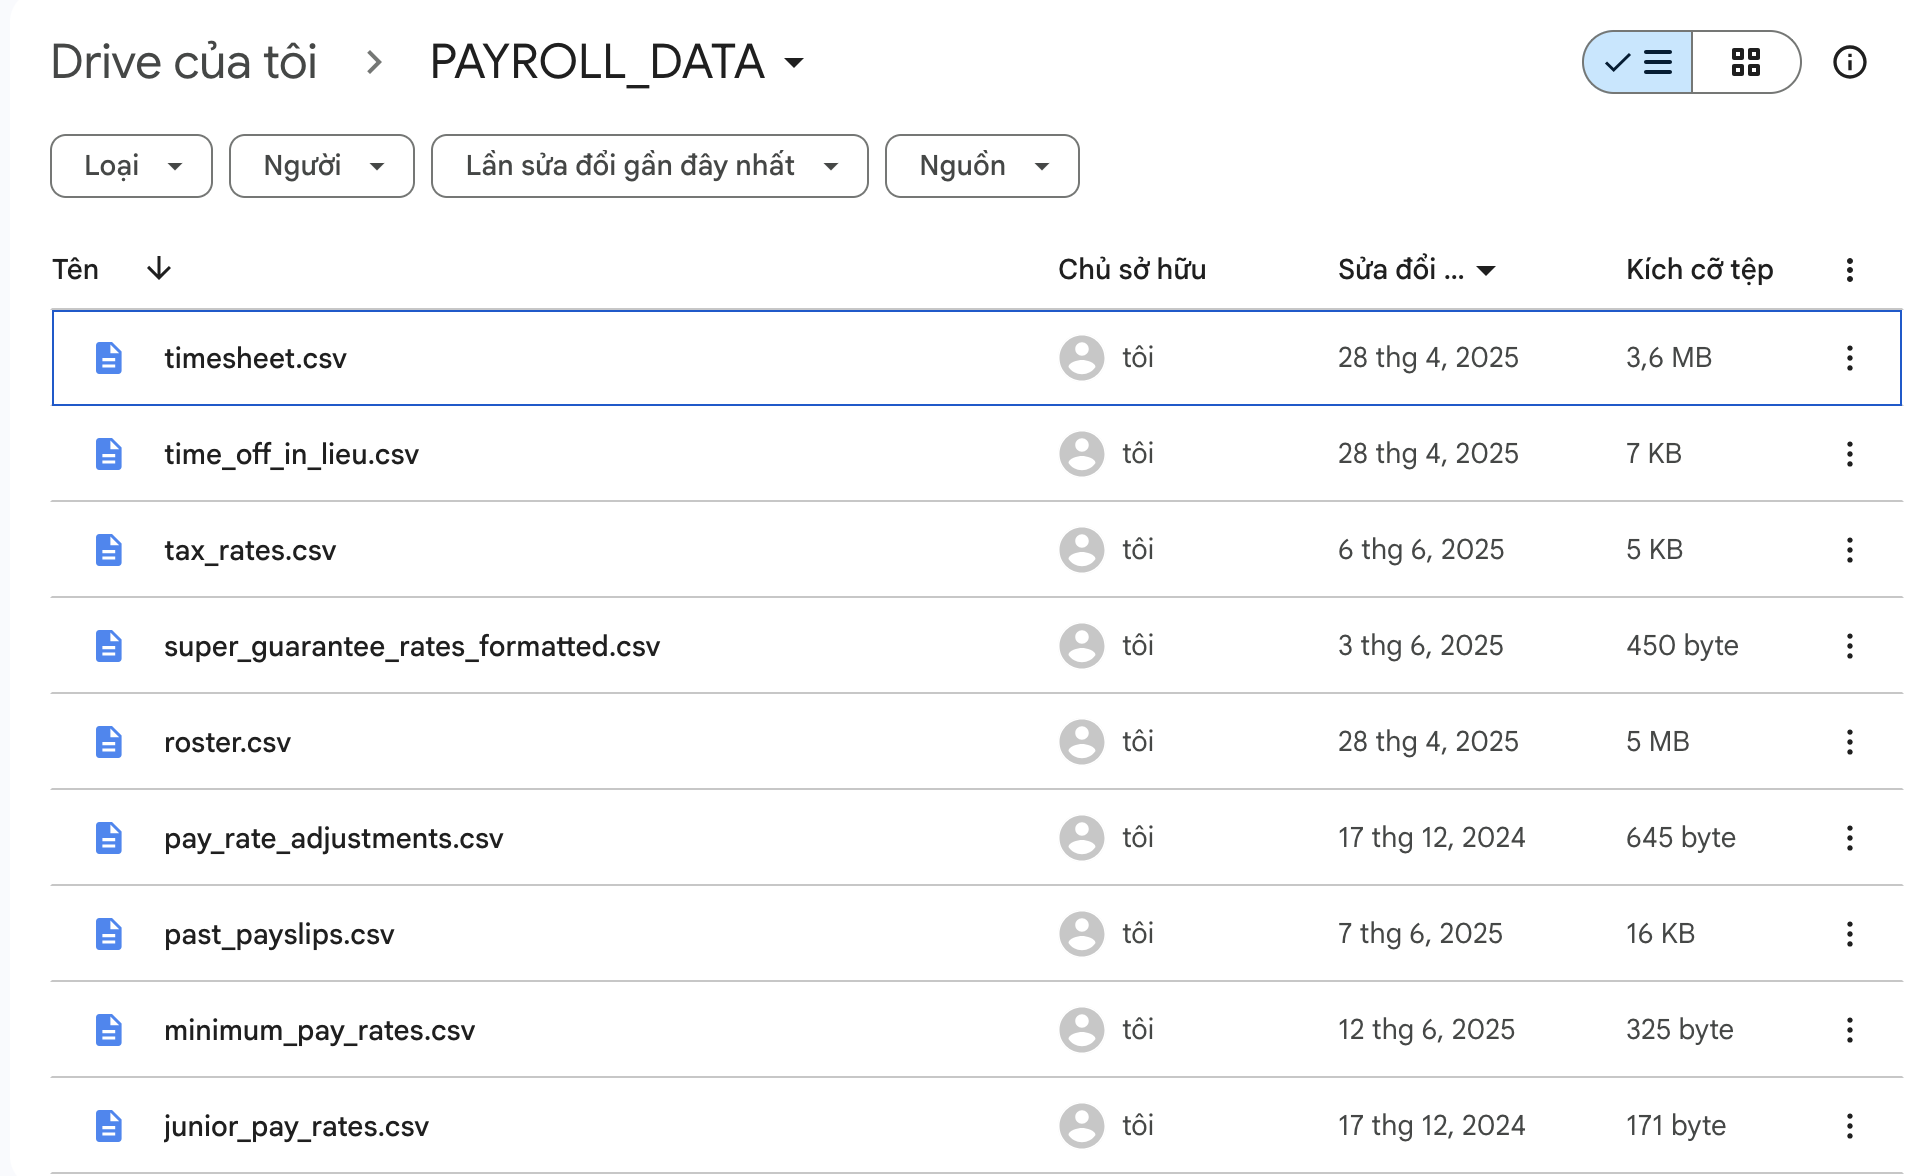 Drive của tôi > PAYROLL_DATA
Loại Người Lần sửa đổi gần đây nhất Nguồn
Tên Chủ sở hữu Sửa đổi ... Kích cỡ tệp
timesheet.csv tôi 28 thg 4, 2025 3,6 MB
time_off_in_lieu.csv tôi 28 thg 4, 2025 7 KB
tax_rates.csv tôi 6 thg 6, 2025 5 KB
super_guarantee_rates_formatted.csv tôi 3 thg 6, 2025 450 byte
roster.csv tôi 28 thg 4, 2025 5 MB
pay_rate_adjustments.csv tôi 17 thg 12, 2024 645 byte
past_payslips.csv tôi 7 thg 6, 2025 16 KB
minimum_pay_rates.csv tôi 12 thg 6, 2025 325 byte
junior_pay_rates.csv tôi 17 thg 12, 2024 171 byte